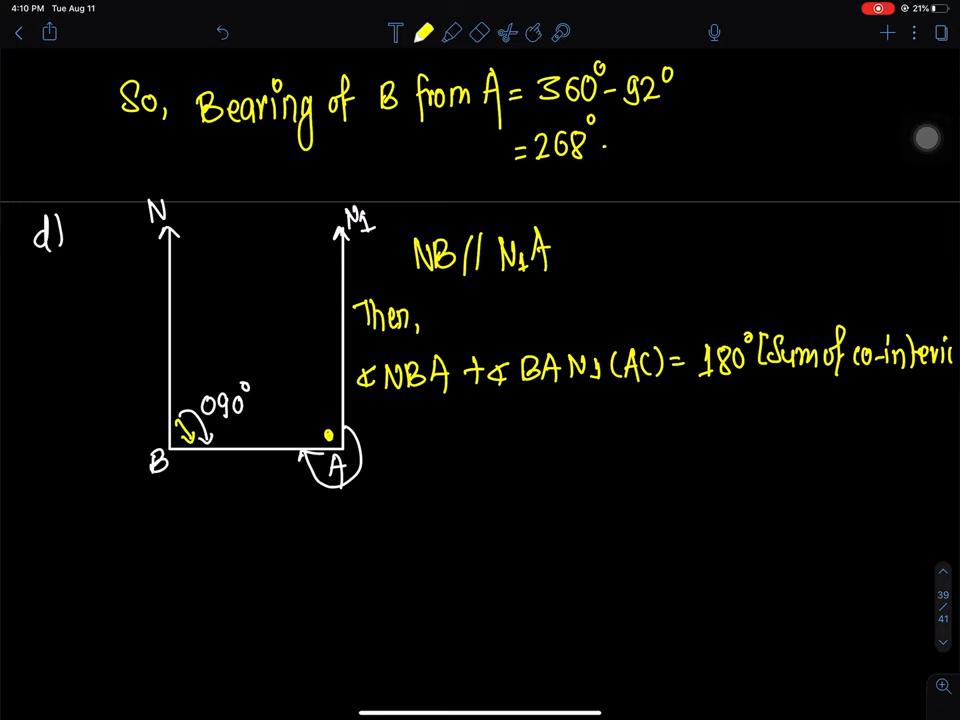 4:10 PM Tue Aug 11
21%
So, Bearing of B from A = 360° - 92°
= 268°.
d)
N
N1
NB // N1A
Then,
∡NBA + ∡BAN1 (AC) = 180° [Sum of co-interi
090°
B
A
39
/
41